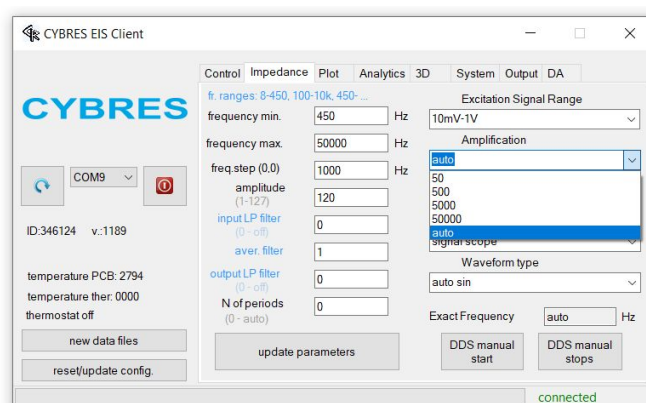 CYBRES EIS Client
Control Impedance Plot Analytics 3D System Output DA
CYBRES
fr. ranges: 8-450, 100-10k, 450-...
frequency min. 450 Hz
frequency max. 50000 Hz
freq.step (0,0) 1000 Hz
amplitude
(1-127)
120
input LP filter
(0 - off)
0
aver. filter 1
output LP filter
(0 - off)
0
N of periods
(0 - auto)
0
update parameters
Excitation Signal Range
10mV-1V
Amplification
auto
50
500
5000
50000
auto
signal scope
Waveform type
auto sin
Exact Frequency auto Hz
DDS manual
start
DDS manual
stops
COM9
ID:346124 v.:1189
temperature PCB: 2794
temperature ther: 0000
thermostat off
new data files
reset/update config.
connected